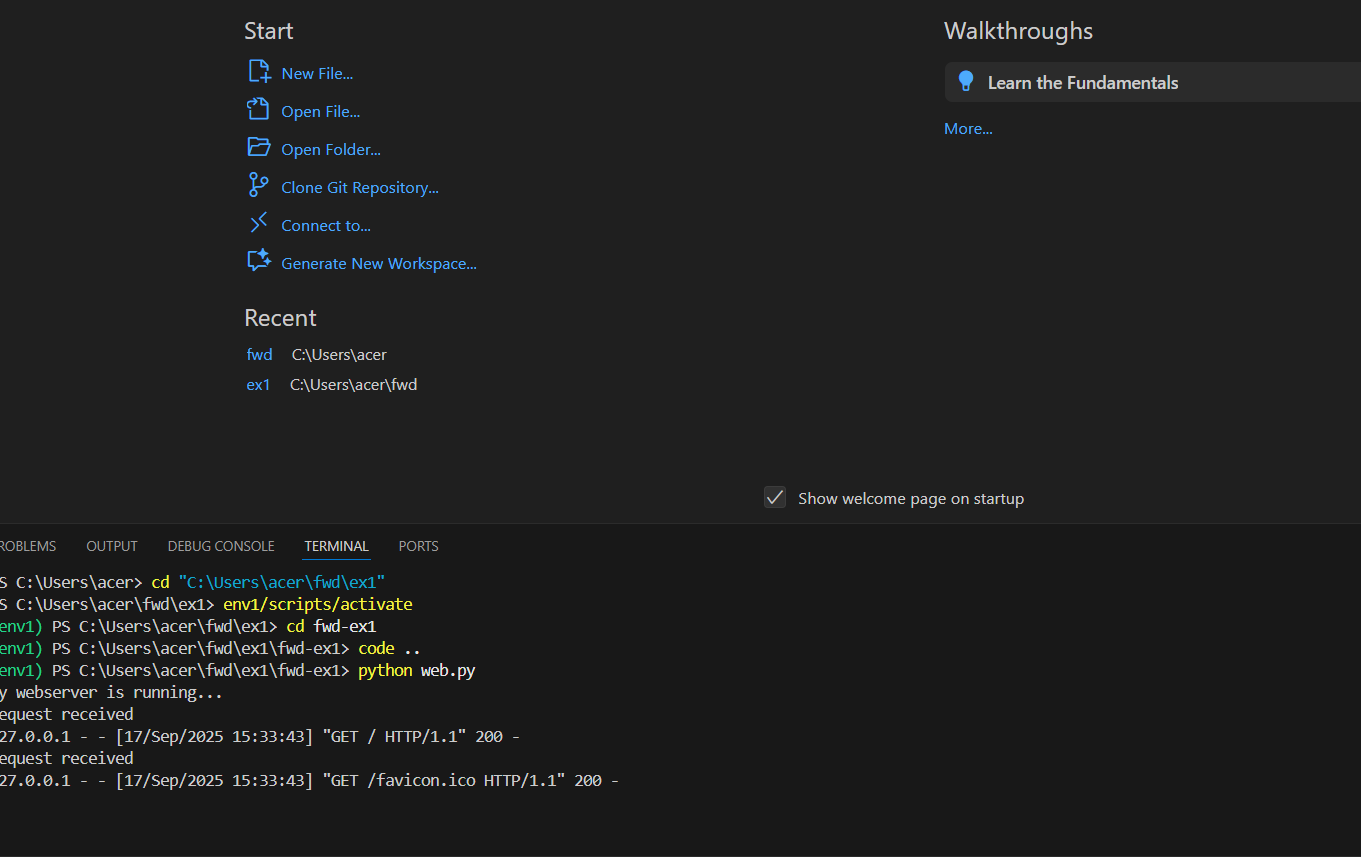 Start
New File...
Open File...
Open Folder...
Clone Git Repository...
Connect to...
Generate New Workspace...
Recent
fwd C:\Users\acer
ex1 C:\Users\acer\fwd
Walkthroughs
Learn the Fundamentals
More...
Show welcome page on startup
ROBLEMS OUTPUT DEBUG CONSOLE TERMINAL PORTS
S C:\Users\acer> cd "C:\Users\acer\fwd\ex1"
S C:\Users\acer\fwd\ex1> env1/scripts/activate
env1) PS C:\Users\acer\fwd\ex1> cd fwd-ex1
env1) PS C:\Users\acer\fwd\ex1\fwd-ex1> code ..
env1) PS C:\Users\acer\fwd\ex1\fwd-ex1> python web.py
y webserver is running...
equest received
27.0.0.1 - - [17/Sep/2025 15:33:43] "GET / HTTP/1.1" 200 -
equest received
27.0.0.1 - - [17/Sep/2025 15:33:43] "GET /favicon.ico HTTP/1.1" 200 -